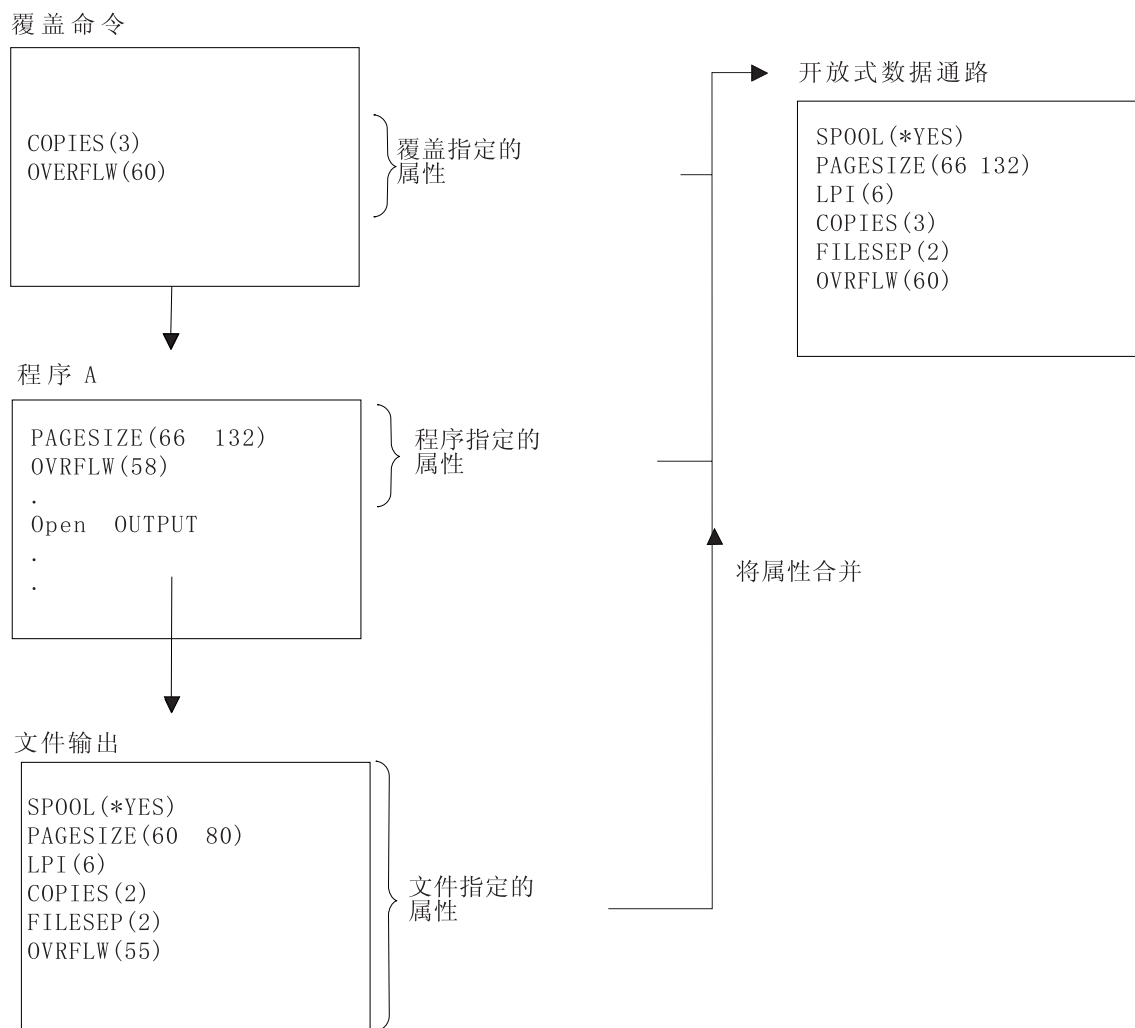 覆盖命令
COPIES(3)
OVERFLW(60)
覆盖指定的
属性
程序 A
PAGESIZE(66 132)
OVRFLW(58)
.
Open OUTPUT
.
.
程序指定的
属性
文件输出
SPOOL(*YES)
PAGESIZE(60 80)
LPI(6)
COPIES(2)
FILESEP(2)
OVRFLW(55)
文件指定的
属性
将属性合并
开放式数据通路
SPOOL(*YES)
PAGESIZE(66 132)
LPI(6)
COPIES(3)
FILESEP(2)
OVRFLW(60)